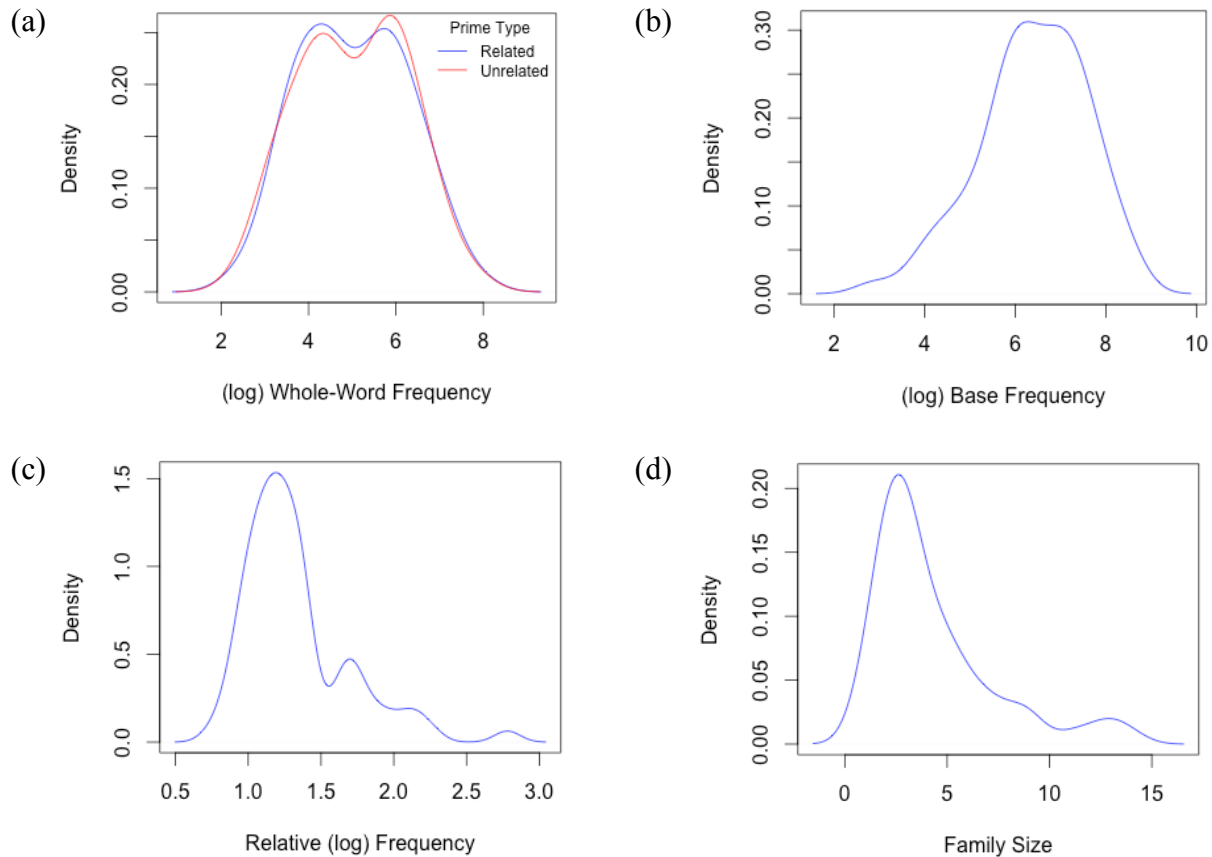 (a)
Prime Type
Related
Unrelated
Density
0.00
0.10
0.20
2 4 6 8
(log) Whole-Word Frequency
(b)
Density
0.00
0.10
0.20
0.30
2 4 6 8 10
(log) Base Frequency
(c)
Density
0.0
0.5
1.0
1.5
0.5 1.0 1.5 2.0 2.5 3.0
Relative (log) Frequency
(d)
Density
0.00
0.05
0.10
0.15
0.20
0 5 10 15
Family Size